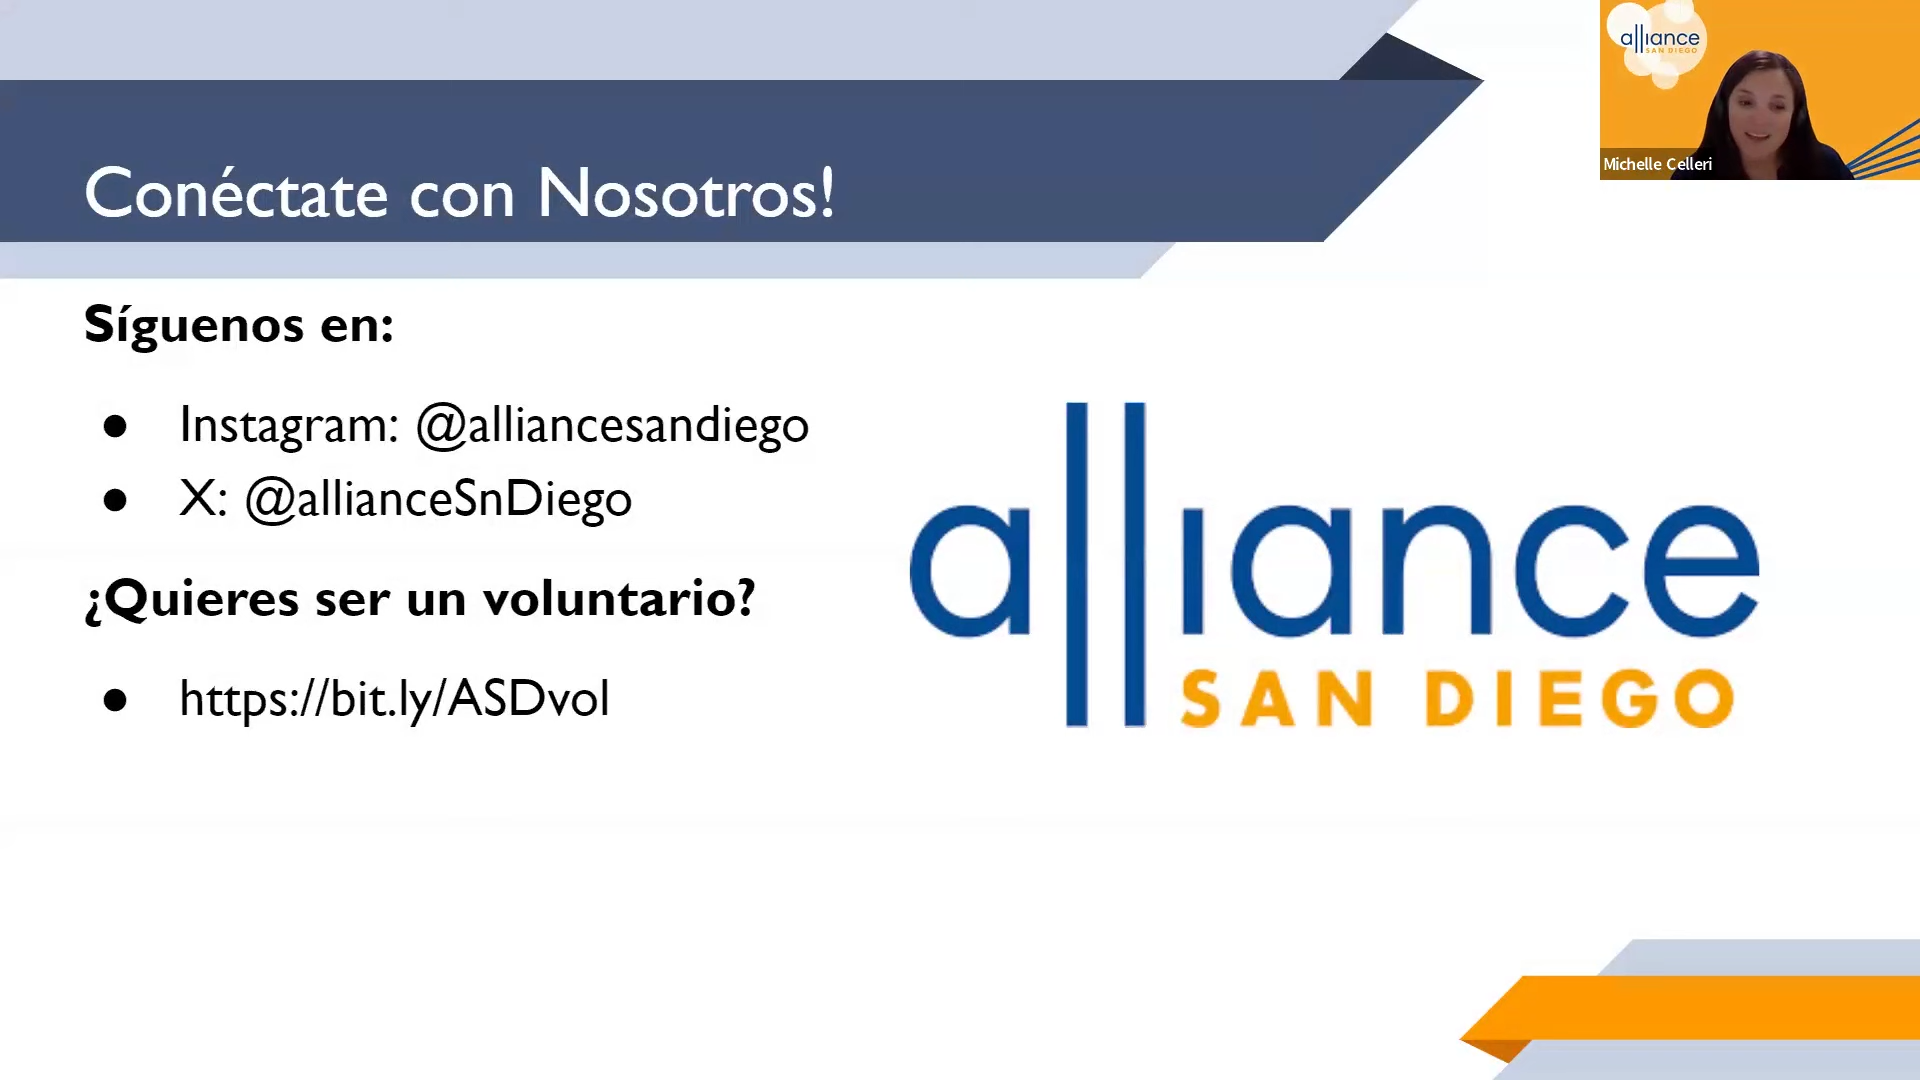 alliance
SAN DIEGO
Michelle Celleri
Conéctate con Nosotros!
Síguenos en:
● Instagram: @alliancesandiego
● X: @allianceSnDiego
¿Quieres ser un voluntario?
● https://bit.ly/ASDvol
alliance
SAN DIEGO